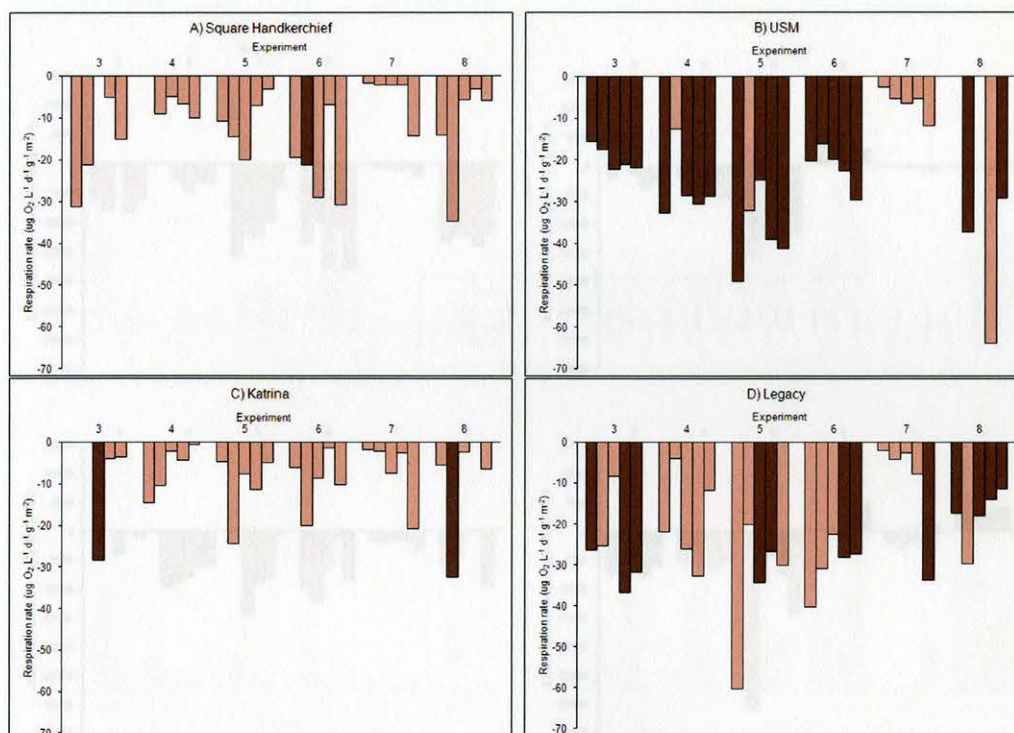 A) Square Handkerchief
Experiment
3 4 5 6 7 8
0
-10
-20
-30
-40
-50
-60
-70
Respiration rate (ug O₂ L⁻¹ d⁻¹ g⁻¹ m²)
B) USM
Experiment
3 4 5 6 7 8
0
-10
-20
-30
-40
-50
-60
-70
Respiration rate (ug O₂ L⁻¹ d⁻¹ g⁻¹ m²)
C) Katrina
Experiment
3 4 5 6 7 8
0
-10
-20
-30
-40
-50
-60
-70
Respiration rate (ug O₂ L⁻¹ d⁻¹ g⁻¹ m²)
D) Legacy
Experiment
3 4 5 6 7 8
0
-10
-20
-30
-40
-50
-60
-70
Respiration rate (ug O₂ L⁻¹ d⁻¹ g⁻¹ m²)